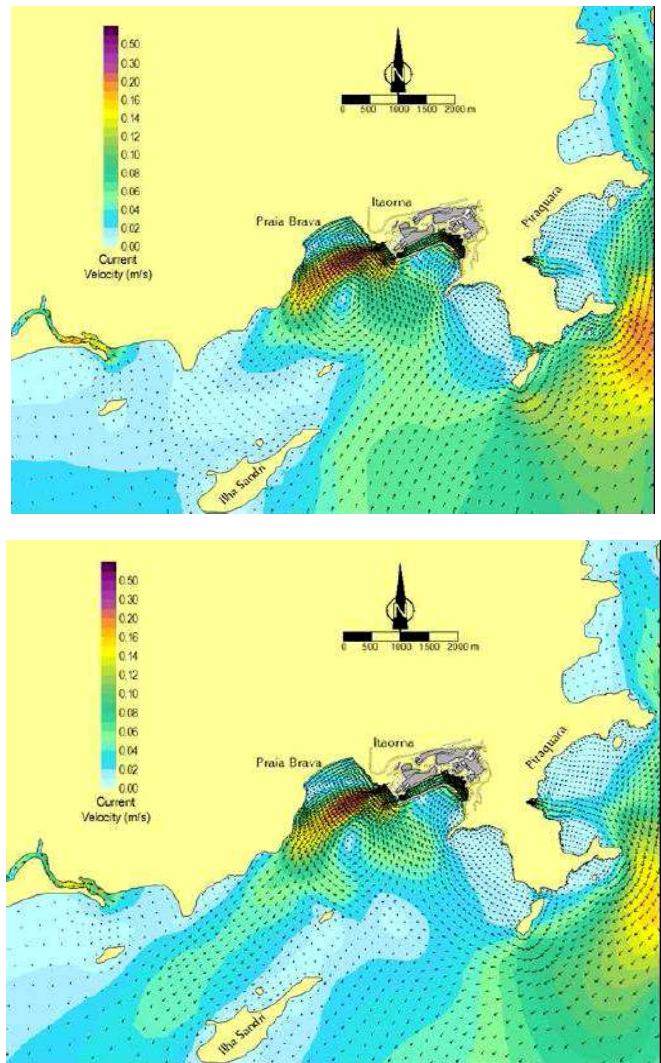 0.50
0.30
0.20
0.16
0.14
0.12
0.10
0.08
0.06
0.04
0.02
0.00
Current
Velocity (m/s)
N
0 500 1000 1500 2000 m
Itaorna
Praia Brava
Piraquara
Ilha Sandri
0.50
0.30
0.20
0.16
0.14
0.12
0.10
0.08
0.06
0.04
0.02
0.00
Current
Velocity (m/s)
N
0 500 1000 1500 2000 m
Itaorna
Praia Brava
Piraquara
Ilha Sandri